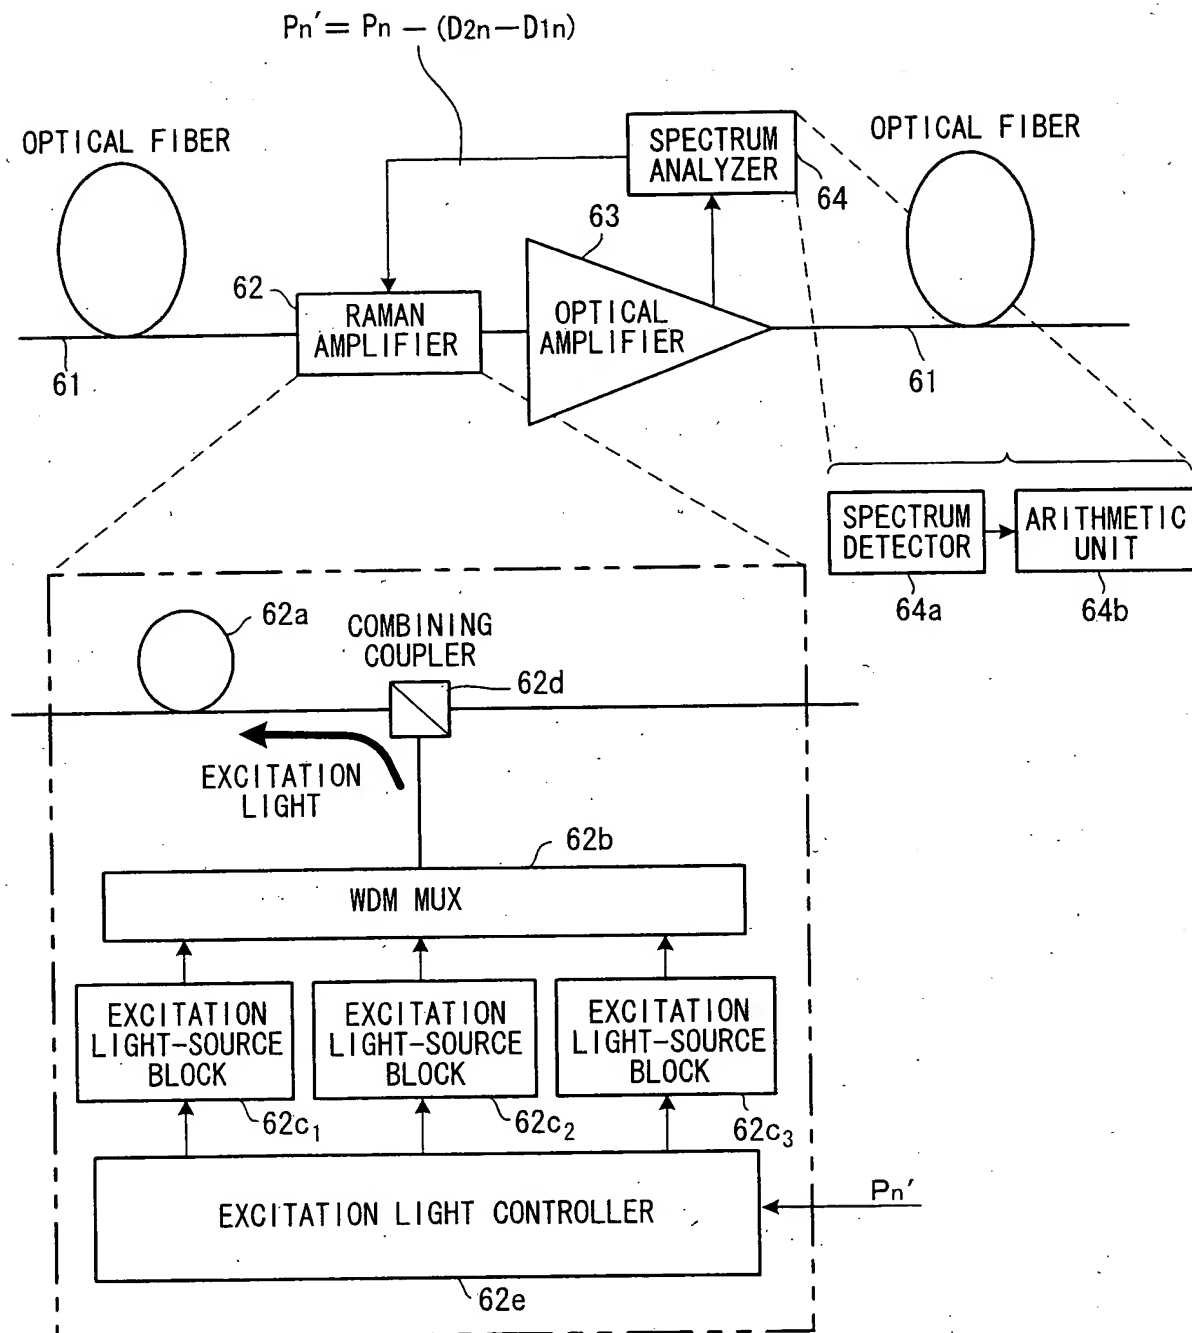 Pn′= Pn − (D2n−D1n)
OPTICAL FIBER
SPECTRUM
ANALYZER
64
OPTICAL FIBER
63
62
RAMAN
AMPLIFIER
OPTICAL
AMPLIFIER
61
61
SPECTRUM
DETECTOR
ARITHMETIC
UNIT
64a
64b
62a
COMBINING
COUPLER
62d
EXCITATION
LIGHT
62b
WDM MUX
EXCITATION
LIGHT-SOURCE
BLOCK
EXCITATION
LIGHT-SOURCE
BLOCK
EXCITATION
LIGHT-SOURCE
BLOCK
62c₁
62c₂
62c₃
EXCITATION LIGHT CONTROLLER
Pn′
62e